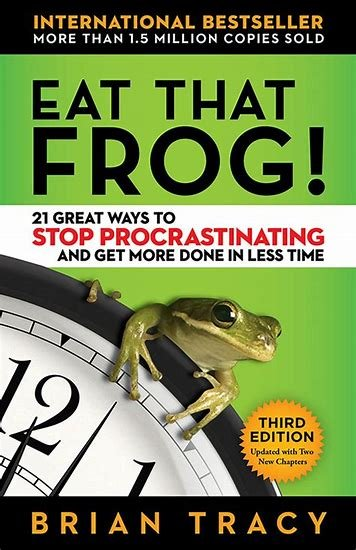 INTERNATIONAL BESTSELLER
MORE THAN 1.5 MILLION COPIES SOLD
EAT THAT
FROG!
21 GREAT WAYS TO
STOP PROCRASTINATING
AND GET MORE DONE IN LESS TIME
12
11
THIRD
EDITION
Updated with Two
New Chapters
BRIAN TRACY